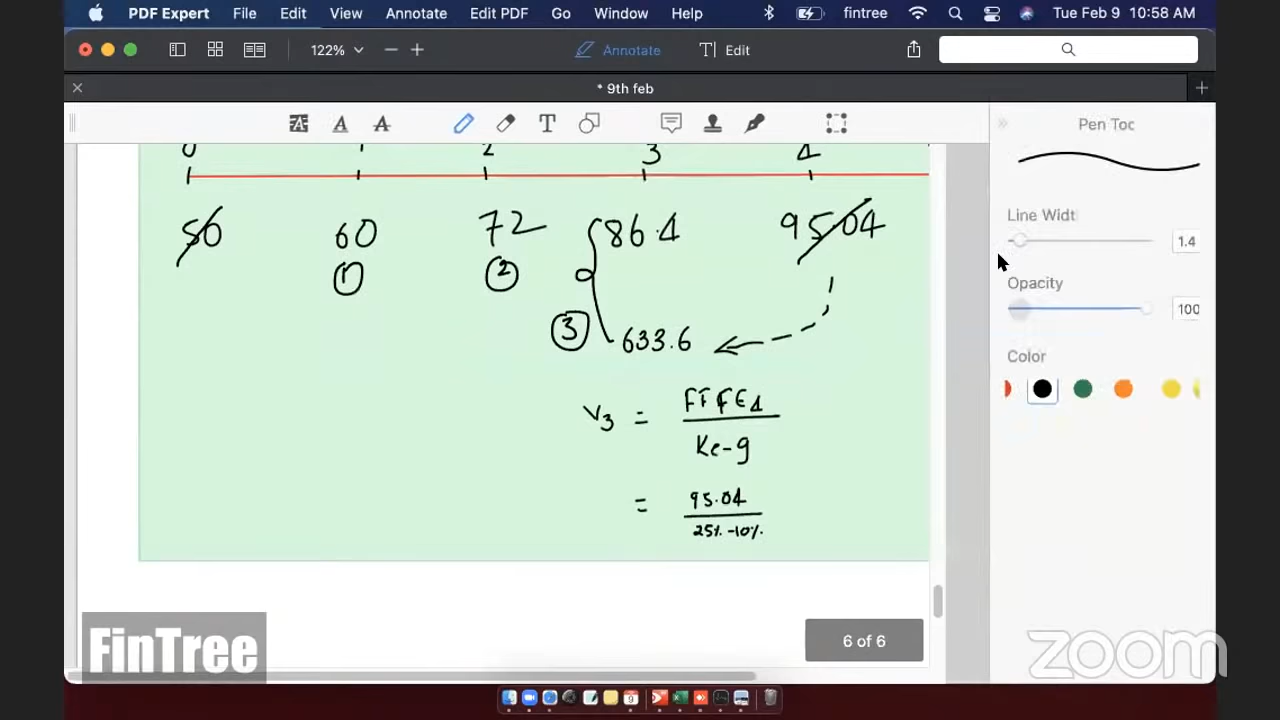 PDF Expert File Edit View Annotate Edit PDF Go Window Help fintree Tue Feb 9 10:58 AM
122% Annotate T Edit
* 9th feb
Pen Toc
0 1 2 3 4
50 60 72 86.4 95.04
1 2
3 633.6
V3 = FCFE4
Ke-g
= 95.04
25%-10%
Line Widt
1.4
Opacity
100
Color
6 of 6
FinTree
zoom